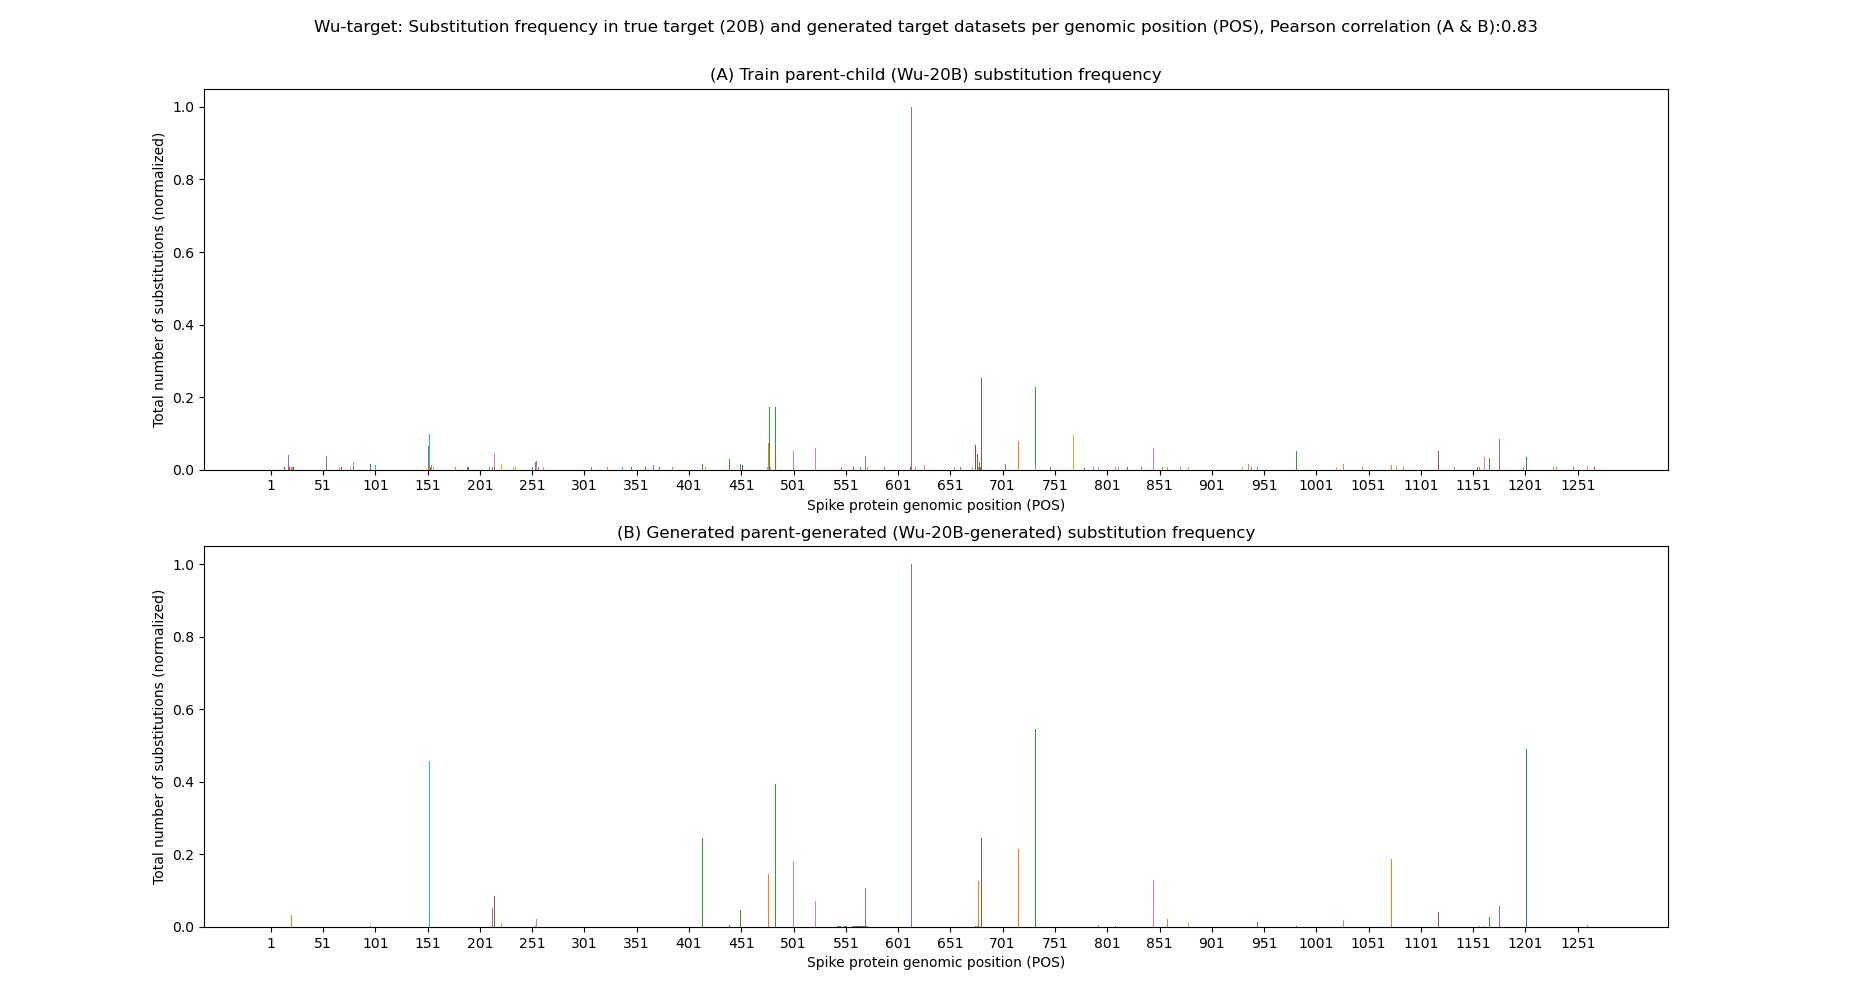 Wu-target: Substitution frequency in true target (20B) and generated target datasets per genomic position (POS), Pearson correlation (A & B):0.83
(A) Train parent-child (Wu-20B) substitution frequency
Total number of substitutions (normalized)
1.0
0.8
0.6
0.4
0.2
0.0
1 51 101 151 201 251 301 351 401 451 501 551 601 651 701 751 801 851 901 951 1001 1051 1101 1151 1201 1251
Spike protein genomic position (POS)
(B) Generated parent-generated (Wu-20B-generated) substitution frequency
Total number of substitutions (normalized)
1.0
0.8
0.6
0.4
0.2
0.0
1 51 101 151 201 251 301 351 401 451 501 551 601 651 701 751 801 851 901 951 1001 1051 1101 1151 1201 1251
Spike protein genomic position (POS)